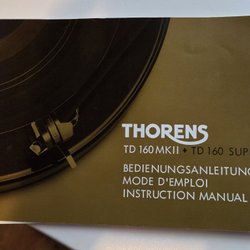 THORENS
TD 160 MKII + TD 160 SUP
BEDIENUNGSANLEITUN
MODE D'EMPLOI
INSTRUCTION MANUAL